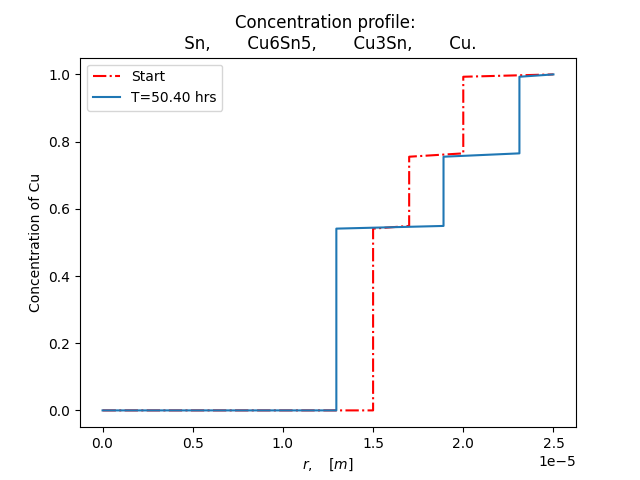 Concentration profile:
Sn, Cu6Sn5, Cu3Sn, Cu.
Start
T=50.40 hrs
Concentration of Cu
1.0
0.8
0.6
0.4
0.2
0.0
0.0 0.5 1.0 1.5 2.0 2.5
1e−5
r, [m]